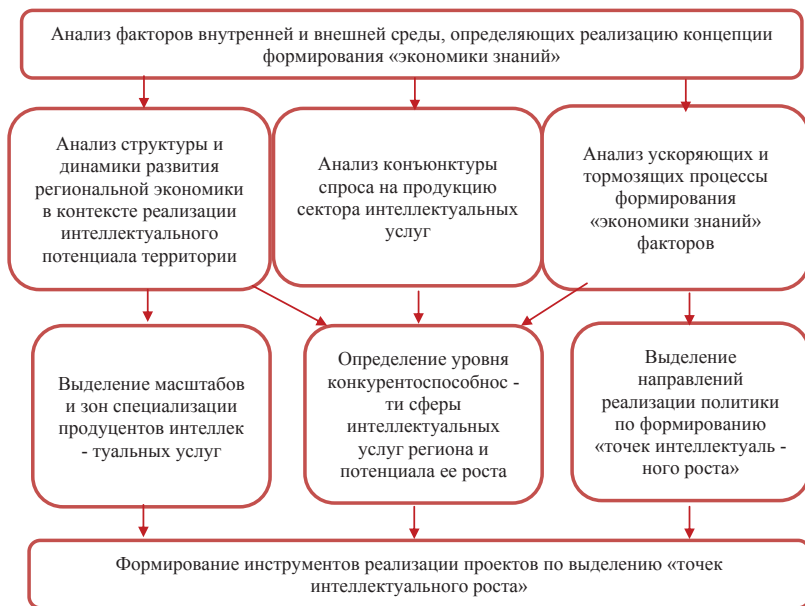 Анализ факторов внутренней и внешней среды, определяющих реализацию концепции
формирования «экономики знаний»
Анализ структуры и
динамики развития
региональной экономики
в контексте реализации
интеллектуального
потенциала территории
Анализ конъюнктуры
спроса на продукцию
сектора интеллектуальных
услуг
Анализ ускоряющих и
тормозящих процессы
формирования
«экономики знаний»
факторов
Выделение масштабов
и зон специализации
продуцентов интеллек
- туальных услуг
Определение уровня
конкурентоспособнос - ти сферы
интеллектуальных
услуг региона и
потенциала ее роста
Выделение
направлений
реализации политики
по формированию
«точек интеллектуаль -
ного роста»
Формирование инструментов реализации проектов по выделению «точек
интеллектуального роста»